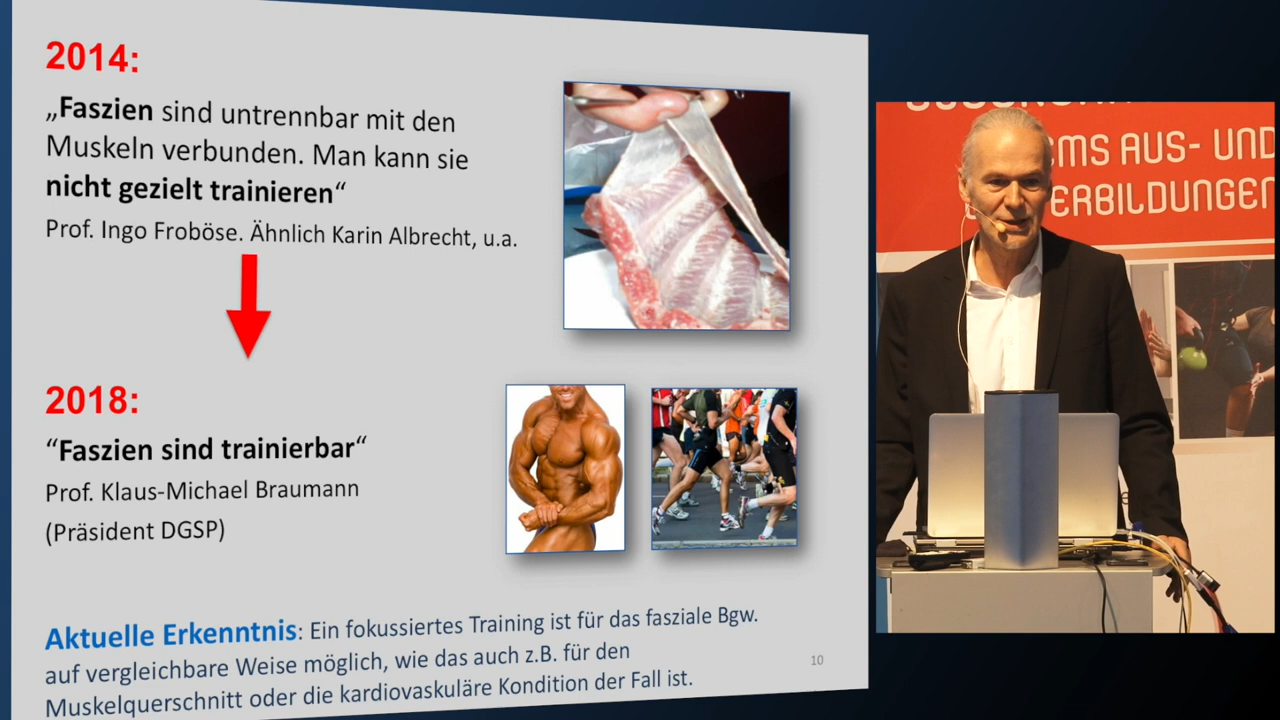 2014:
„Faszien sind untrennbar mit den
Muskeln verbunden. Man kann sie
nicht gezielt trainieren“
Prof. Ingo Froböse. Ähnlich Karin Albrecht, u.a.
2018:
“Faszien sind trainierbar“
Prof. Klaus-Michael Braumann
(Präsident DGSP)
Aktuelle Erkenntnis: Ein fokussiertes Training ist für das fasziale Bgw.
auf vergleichbare Weise möglich, wie das auch z.B. für den
Muskelquerschnitt oder die kardiovaskuläre Kondition der Fall ist.
10
EMS AUS- UND
ERBILDUNGEN